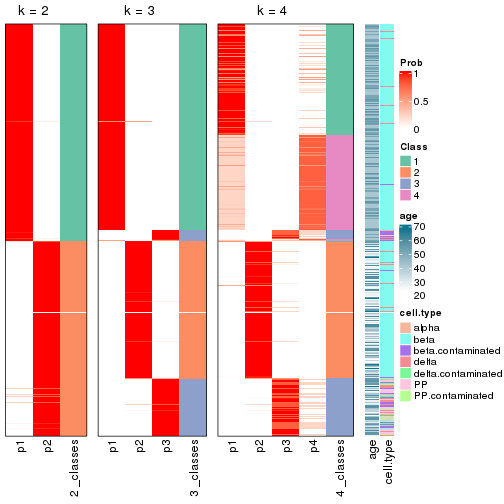 k = 2
k = 3
k = 4
p1
p2
2_classes
p1
p2
p3
3_classes
p1
p2
p3
p4
4_classes
age
cell.type
Prob
1
0.5
0
Class
1
2
3
4
age
70
60
50
40
30
20
cell.type
alpha
beta
beta.contaminated
delta
delta.contaminated
PP
PP.contaminated